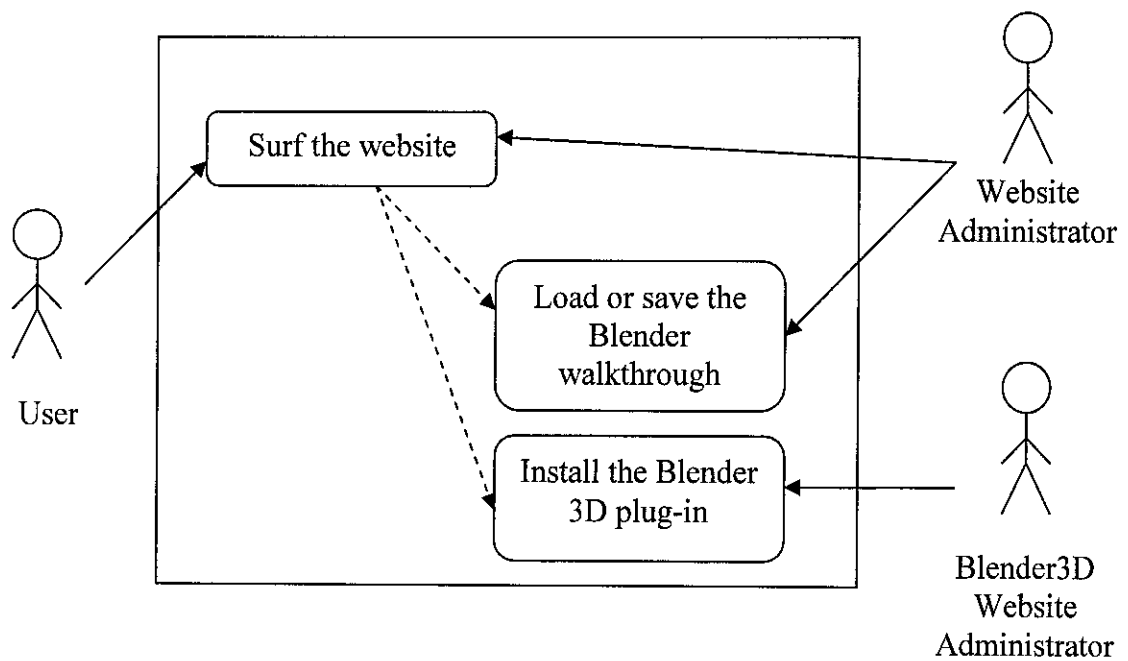 Surf the website
Website
Administrator
Load or save the
Blender
walkthrough
User
Install the Blender
3D plug-in
Blender3D
Website
Administrator